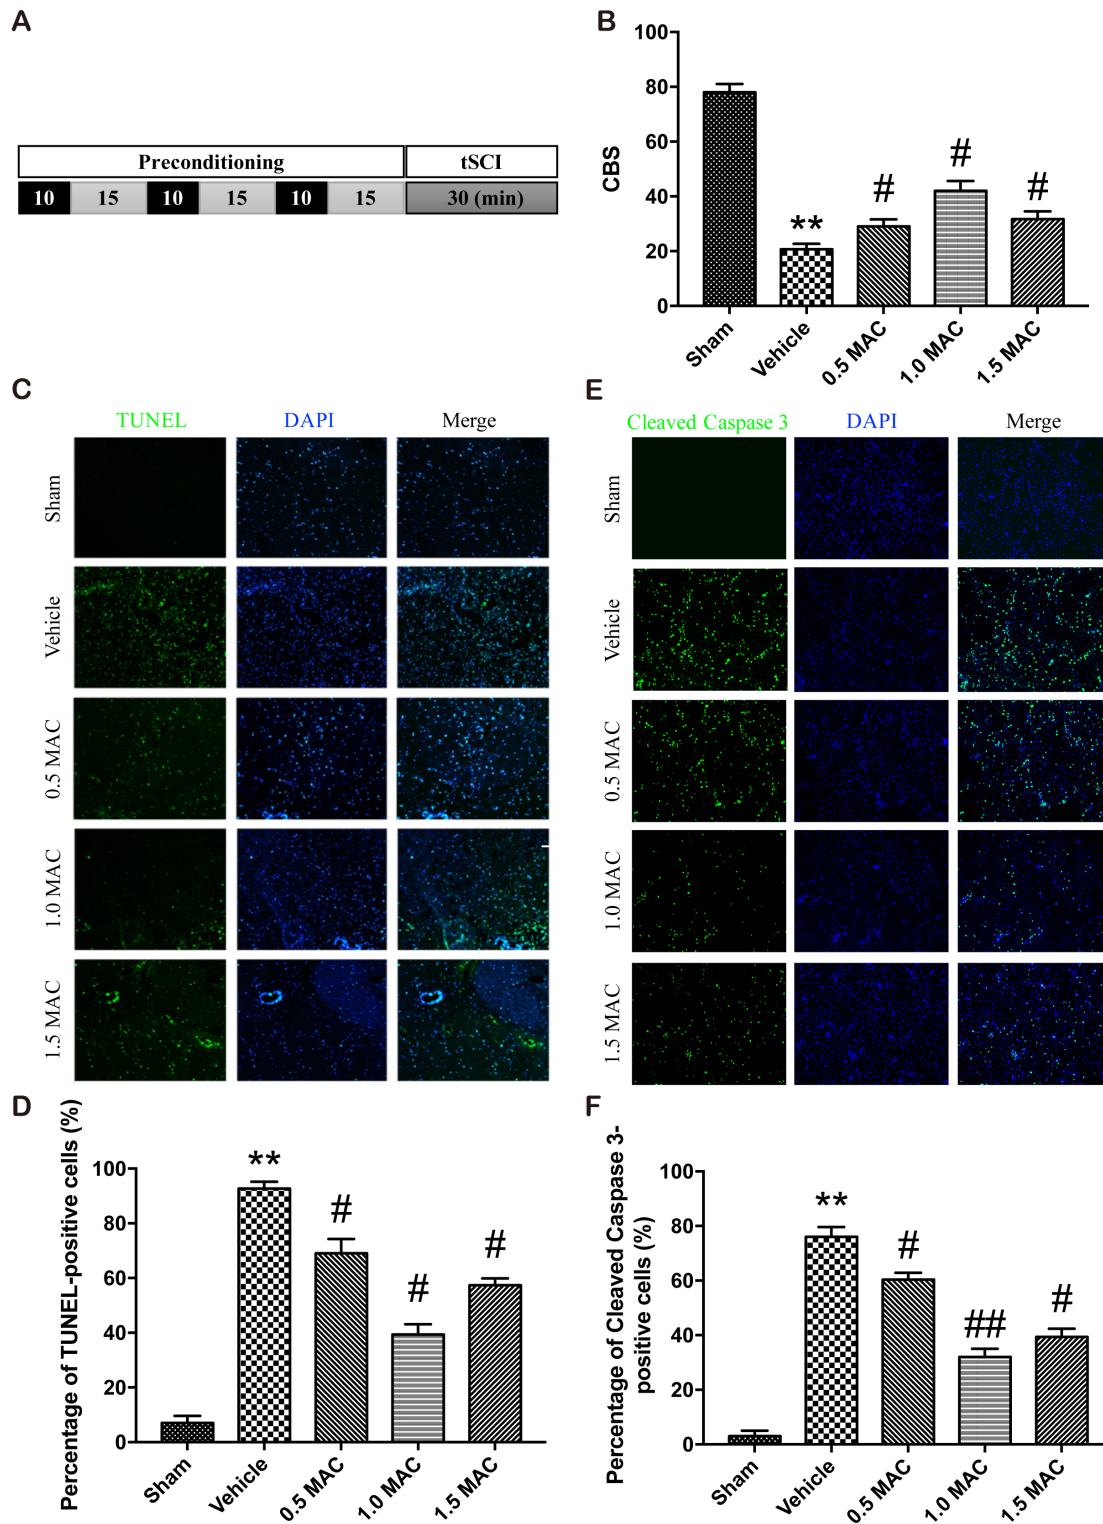 A
Preconditioning tSCI
10 15 10 15 10 15 30 (min)
B
CBS
100
80
60
40
20
0
**
#
#
#
Sham
Vehicle
0.5 MAC
1.0 MAC
1.5 MAC
C
TUNEL DAPI Merge
Sham
Vehicle
0.5 MAC
1.0 MAC
1.5 MAC
E
Cleaved Caspase 3 DAPI Merge
Sham
Vehicle
0.5 MAC
1.0 MAC
1.5 MAC
D
Percentage of TUNEL-positive cells (%)
100
80
60
40
20
0
**
#
#
#
Sham
Vehicle
0.5 MAC
1.0 MAC
1.5 MAC
F
Percentage of Cleaved Caspase 3-
positive cells (%)
100
80
60
40
20
0
**
#
##
#
Sham
Vehicle
0.5 MAC
1.0 MAC
1.5 MAC